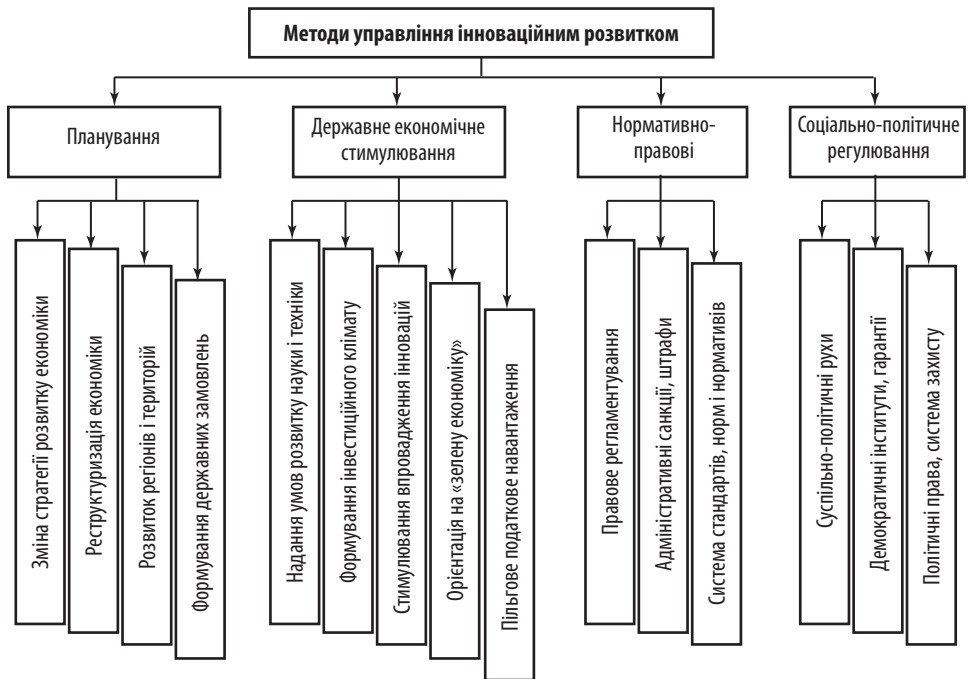 Методи управління інноваційним розвитком
Планування
Державне економічне
стимулювання
Нормативно-
правові
Соціально-політичне
регулювання
Зміна стратегії розвитку економіки
Реструктуризація економіки
Розвиток регіонів і територій
Формування державних замовлень
Надання умов розвитку науки і техніки
Формування інвестиційного клімату
Стимулювання впровадження інновацій
Орієнтація на «зелену економіку»
Пільгове податкове навантаження
Правове регламентування
Адміністративні санкції, штрафи
Система стандартів, норм і нормативів
Суспільно-політичні рухи
Демократичні інститути, гарантії
Політичні права, система захисту